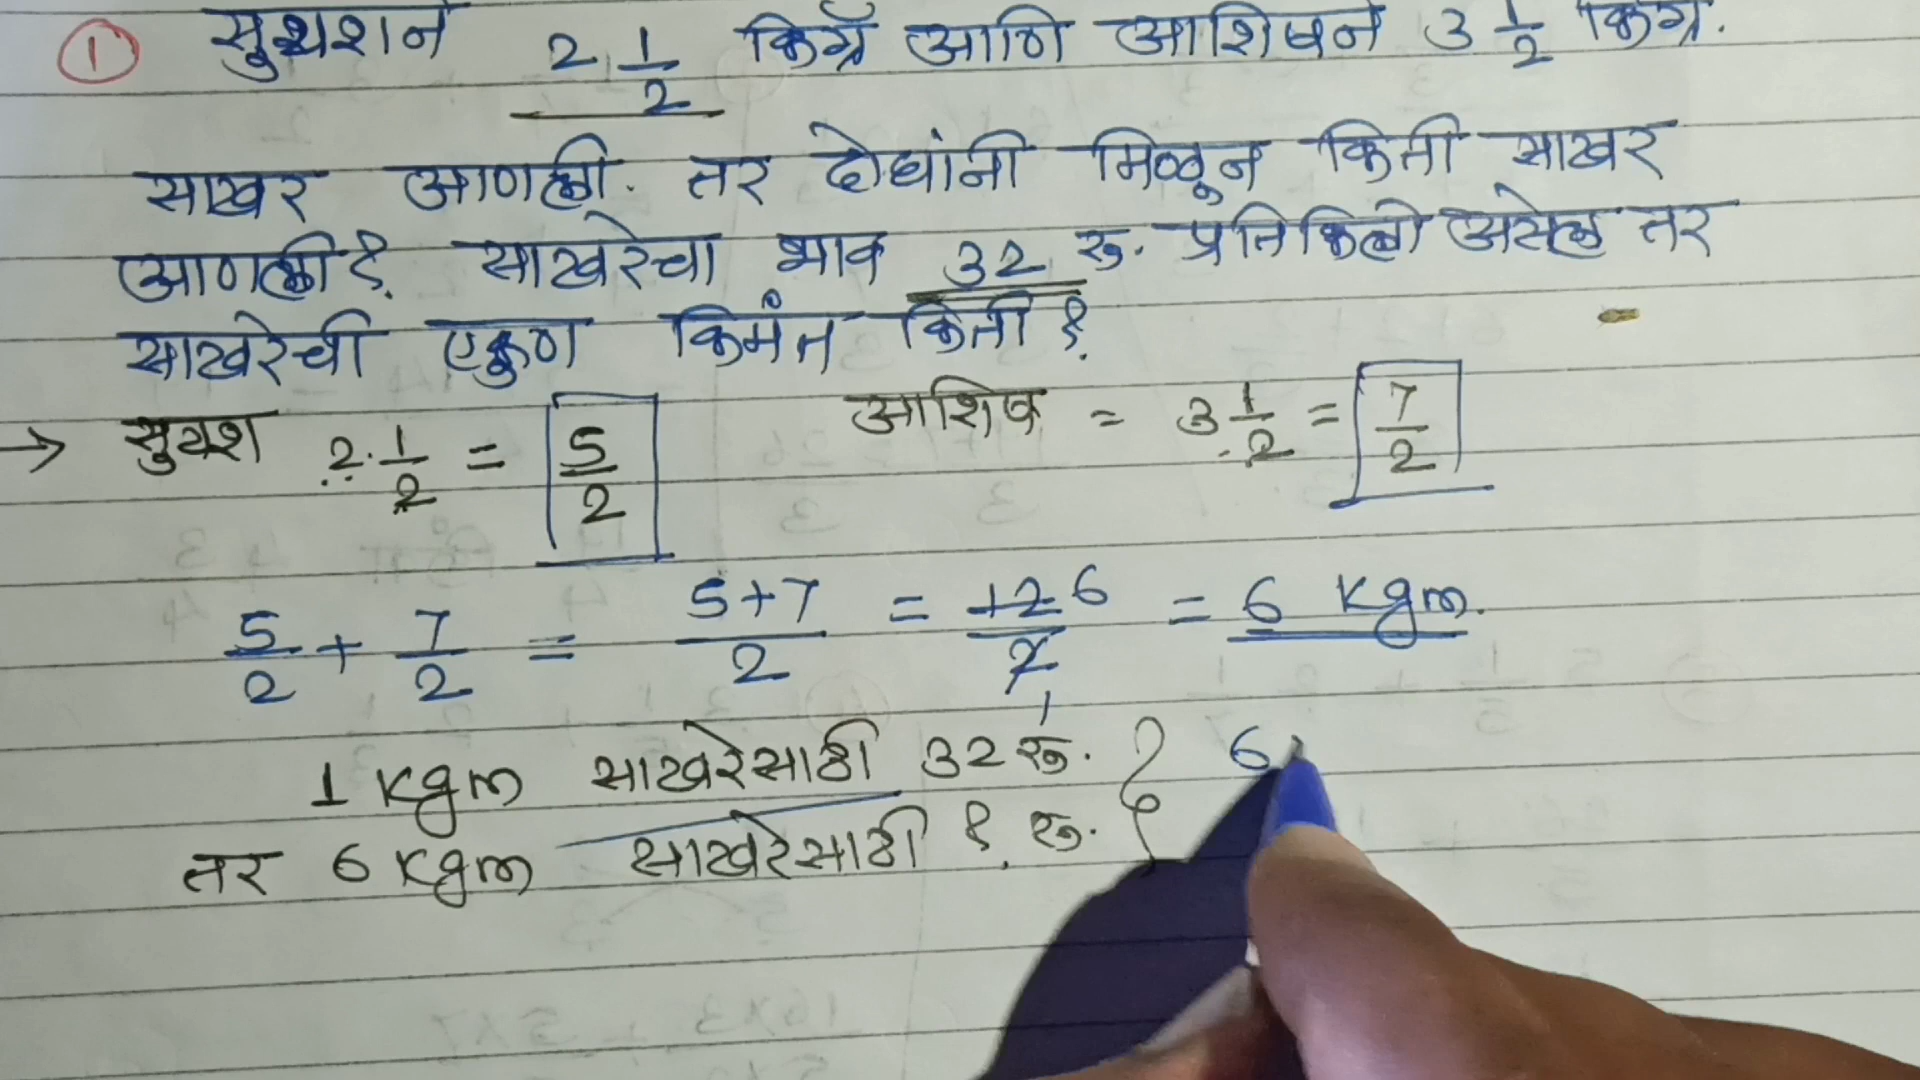 ① सुयशने 2 1/2 किग्रॅ आणि आशिषने 3 1/2 किग्रॅ.
साखर आणली. तर दोघांनी मिळून किती साखर
आणली? साखरेचा भाव 32 रु. प्रतिकिलो असेल तर
साखरेची एकुण किमंत किती?
→ सुयश 2 1/2 = 5/2 आशिष = 3 1/2 = 7/2
5/2 + 7/2 = 5+7/2 = 12/2 6 1 = 6 Kgm.
1 Kgm साखरेसाठी 32 रु. } 6
तर 6 Kgm साखरेसाठी ? रु.